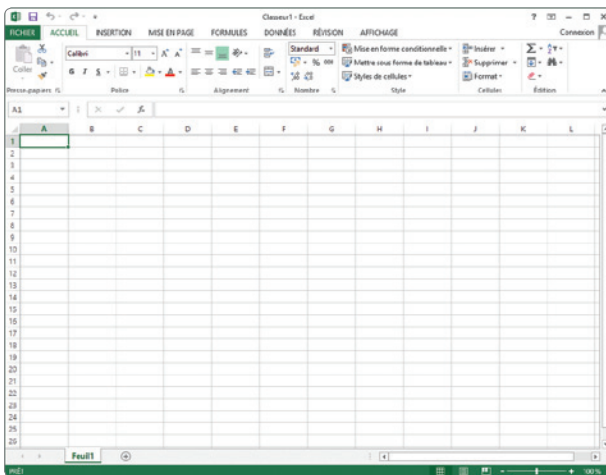 Classeur1 - Excel
FICHIER ACCUEIL INSERTION MISE EN PAGE FORMULES DONNÉES RÉVISION AFFICHAGE Connexion
Calibri 11 Standard Mise en forme conditionnelle Insérer
Coller G I S % 000 Mettre sous forme de tableau Supprimer
Styles de cellules Format
Presse-papiers Police Alignement Nombre Style Cellules Édition
A1 fx
A B C D E F G H I J K L
1
2
3
4
5
6
7
8
9
10
11
12
13
14
15
16
17
18
19
20
21
22
23
24
25
26
Feuil1
PRÊT 100 %